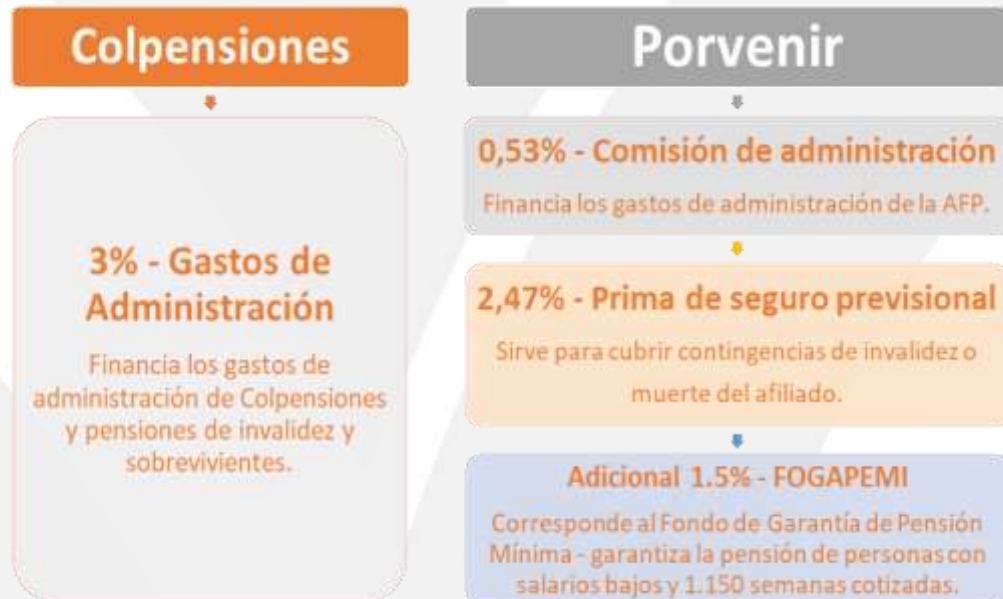 Colpensiones
3% - Gastos de
Administración
Financia los gastos de
administración de Colpensiones
y pensiones de invalidez y
sobrevivientes.
Porvenir
0,53% - Comisión de administración
Financia los gastos de administración de la AFP.
2,47% - Prima de seguro previsional
Sirve para cubrir contingencias de invalidez o
muerte del afiliado.
Adicional 1.5% - FOGAPEMI
Corresponde al Fondo de Garantía de Pensión
Mínima - garantiza la pensión de personas con
salarios bajos y 1.150 semanas cotizadas.